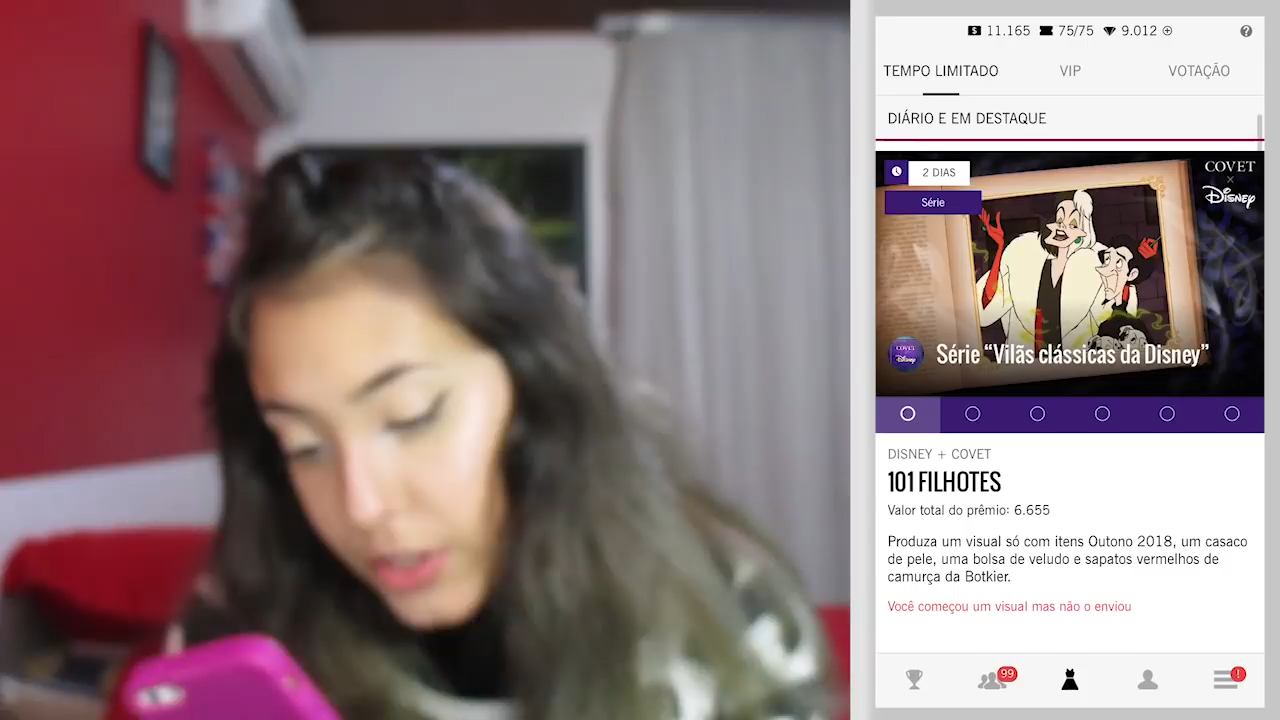 11.165 75/75 9.012
TEMPO LIMITADO VIP VOTAÇÃO
DIÁRIO E EM DESTAQUE
2 DIAS
Série
COVET
×
Disney
COVET
Disney
Série “Vilãs clássicas da Disney”
DISNEY + COVET
101 FILHOTES
Valor total do prêmio: 6.655
Produza um visual só com itens Outono 2018, um casaco
de pele, uma bolsa de veludo e sapatos vermelhos de
camurça da Botkier.
Você começou um visual mas não o enviou
99
!